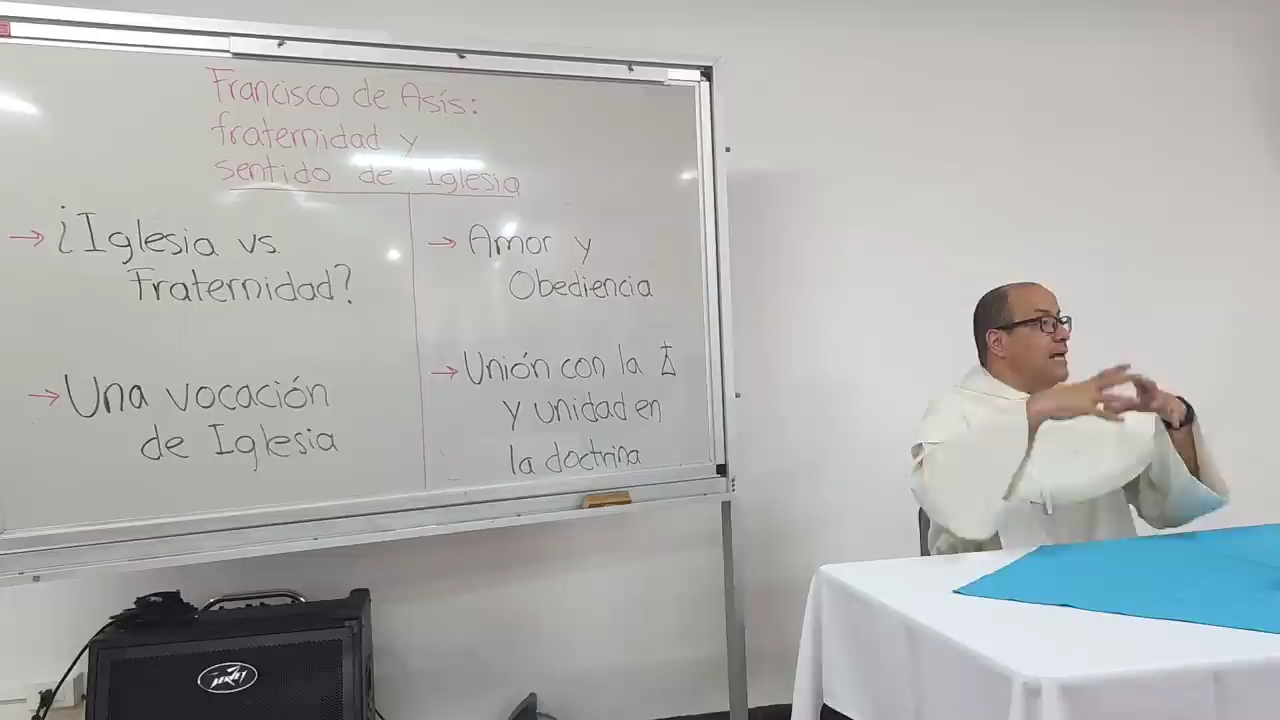 Francisco de Asís:
fraternidad y
sentido de Iglesia
→ ¿Iglesia vs.
Fraternidad?
→ Una vocación
de Iglesia
→ Amor y
Obediencia
→ Unión con la
y unidad en
la doctrina
PEAVEY